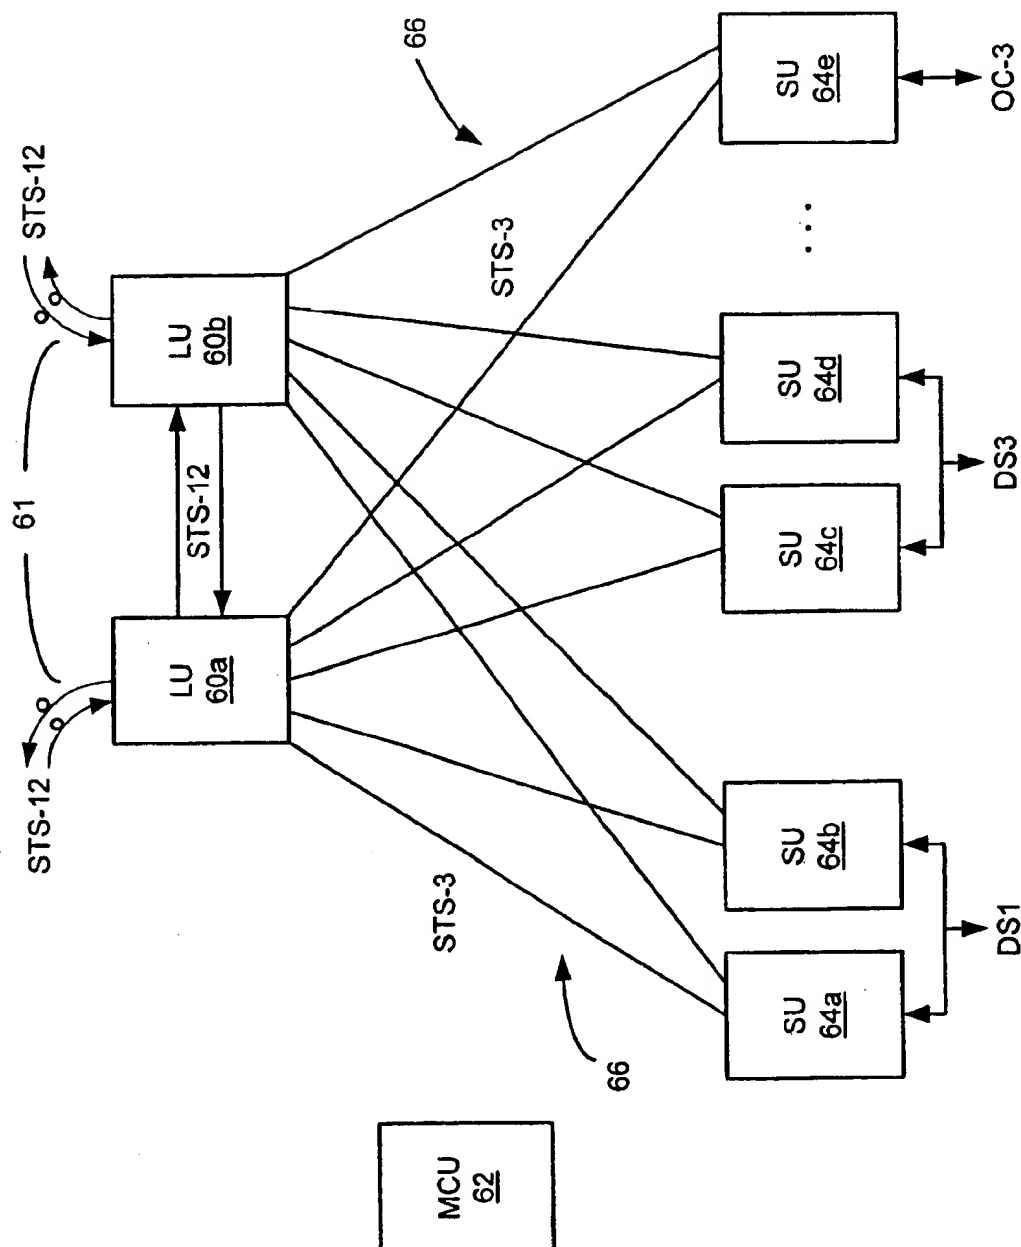 61
STS-12
STS-12
66
LU
60a
STS-12
LU
60b
STS-3
STS-3
66
MCU
62
SU
64a
SU
64b
SU
64c
SU
64d
. . .
SU
64e
DS1
DS3
OC-3